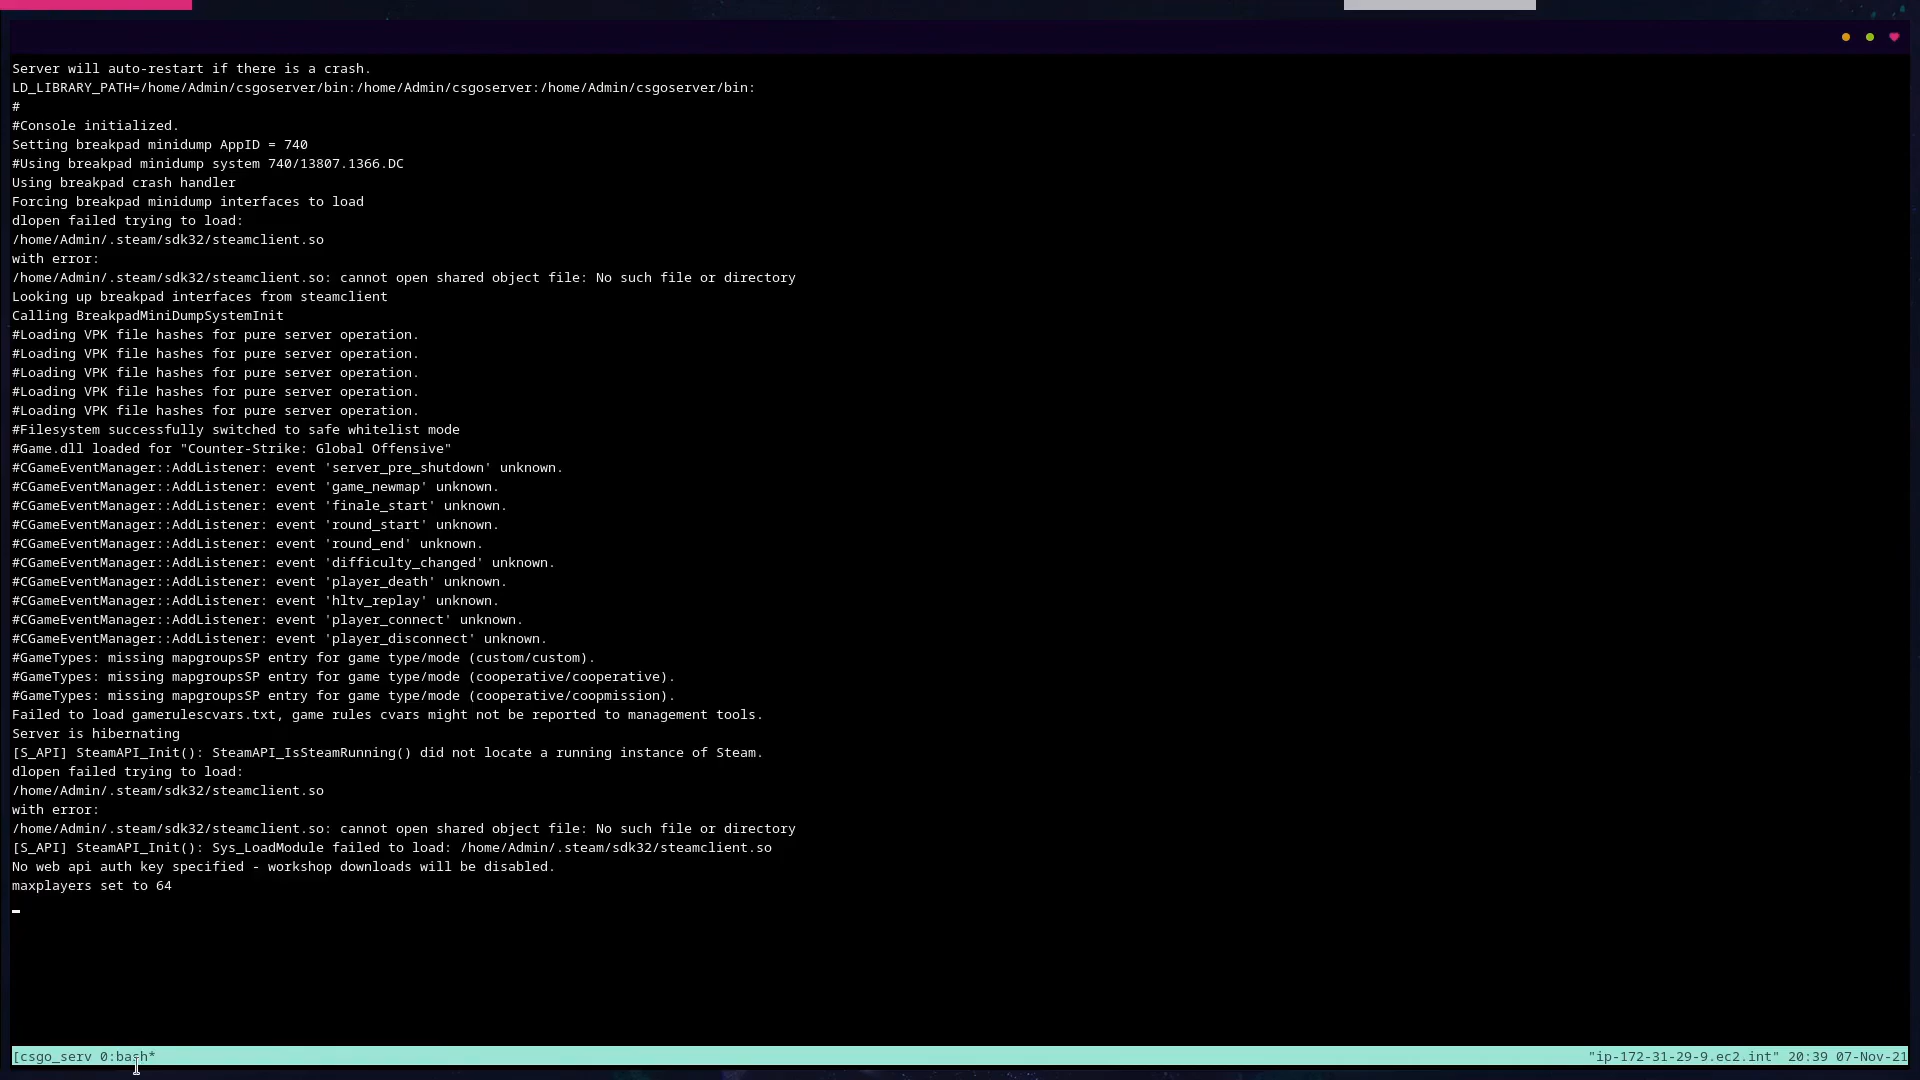 Server will auto-restart if there is a crash.
LD_LIBRARY_PATH=/home/Admin/csgoserver/bin:/home/Admin/csgoserver:/home/Admin/csgoserver/bin:
#
#Console initialized.
Setting breakpad minidump AppID = 740
#Using breakpad minidump system 740/13807.1366.DC
Using breakpad crash handler
Forcing breakpad minidump interfaces to load
dlopen failed trying to load:
/home/Admin/.steam/sdk32/steamclient.so
with error:
/home/Admin/.steam/sdk32/steamclient.so: cannot open shared object file: No such file or directory
Looking up breakpad interfaces from steamclient
Calling BreakpadMiniDumpSystemInit
#Loading VPK file hashes for pure server operation.
#Loading VPK file hashes for pure server operation.
#Loading VPK file hashes for pure server operation.
#Loading VPK file hashes for pure server operation.
#Loading VPK file hashes for pure server operation.
#Filesystem successfully switched to safe whitelist mode
#Game.dll loaded for "Counter-Strike: Global Offensive"
#CGameEventManager::AddListener: event 'server_pre_shutdown' unknown.
#CGameEventManager::AddListener: event 'game_newmap' unknown.
#CGameEventManager::AddListener: event 'finale_start' unknown.
#CGameEventManager::AddListener: event 'round_start' unknown.
#CGameEventManager::AddListener: event 'round_end' unknown.
#CGameEventManager::AddListener: event 'difficulty_changed' unknown.
#CGameEventManager::AddListener: event 'player_death' unknown.
#CGameEventManager::AddListener: event 'hltv_replay' unknown.
#CGameEventManager::AddListener: event 'player_connect' unknown.
#CGameEventManager::AddListener: event 'player_disconnect' unknown.
#GameTypes: missing mapgroupsSP entry for game type/mode (custom/custom).
#GameTypes: missing mapgroupsSP entry for game type/mode (cooperative/cooperative).
#GameTypes: missing mapgroupsSP entry for game type/mode (cooperative/coopmission).
Failed to load gamerulescvars.txt, game rules cvars might not be reported to management tools.
Server is hibernating
[S_API] SteamAPI_Init(): SteamAPI_IsSteamRunning() did not locate a running instance of Steam.
dlopen failed trying to load:
/home/Admin/.steam/sdk32/steamclient.so
with error:
/home/Admin/.steam/sdk32/steamclient.so: cannot open shared object file: No such file or directory
[S_API] SteamAPI_Init(): Sys_LoadModule failed to load: /home/Admin/.steam/sdk32/steamclient.so
No web api auth key specified - workshop downloads will be disabled.
maxplayers set to 64
[csgo_serv 0:bash* "ip-172-31-29-9.ec2.int" 20:39 07-Nov-21